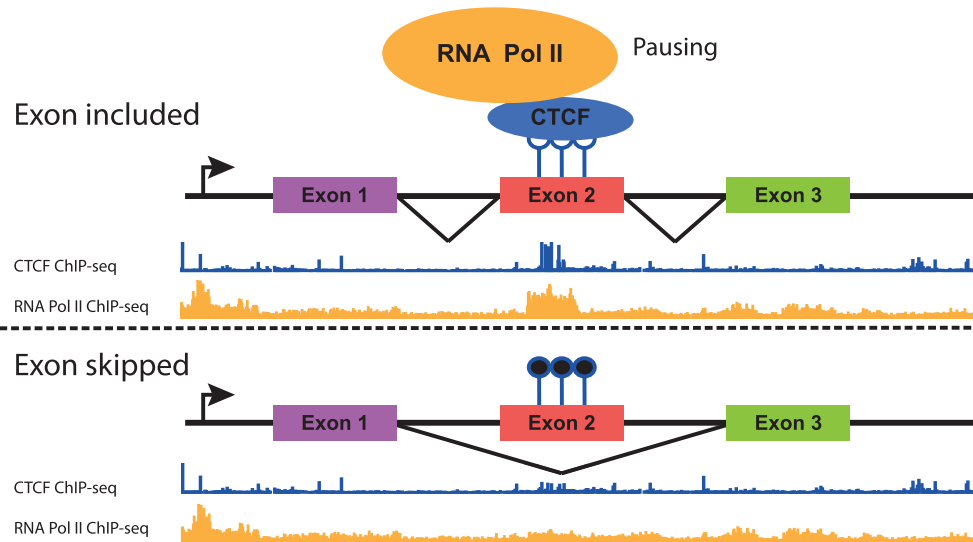 RNA Pol II
Pausing
Exon included
CTCF
Exon 1
Exon 2
Exon 3
CTCF ChIP-seq
RNA Pol II ChIP-seq
Exon skipped
Exon 1
Exon 2
Exon 3
CTCF ChIP-seq
RNA Pol II ChIP-seq